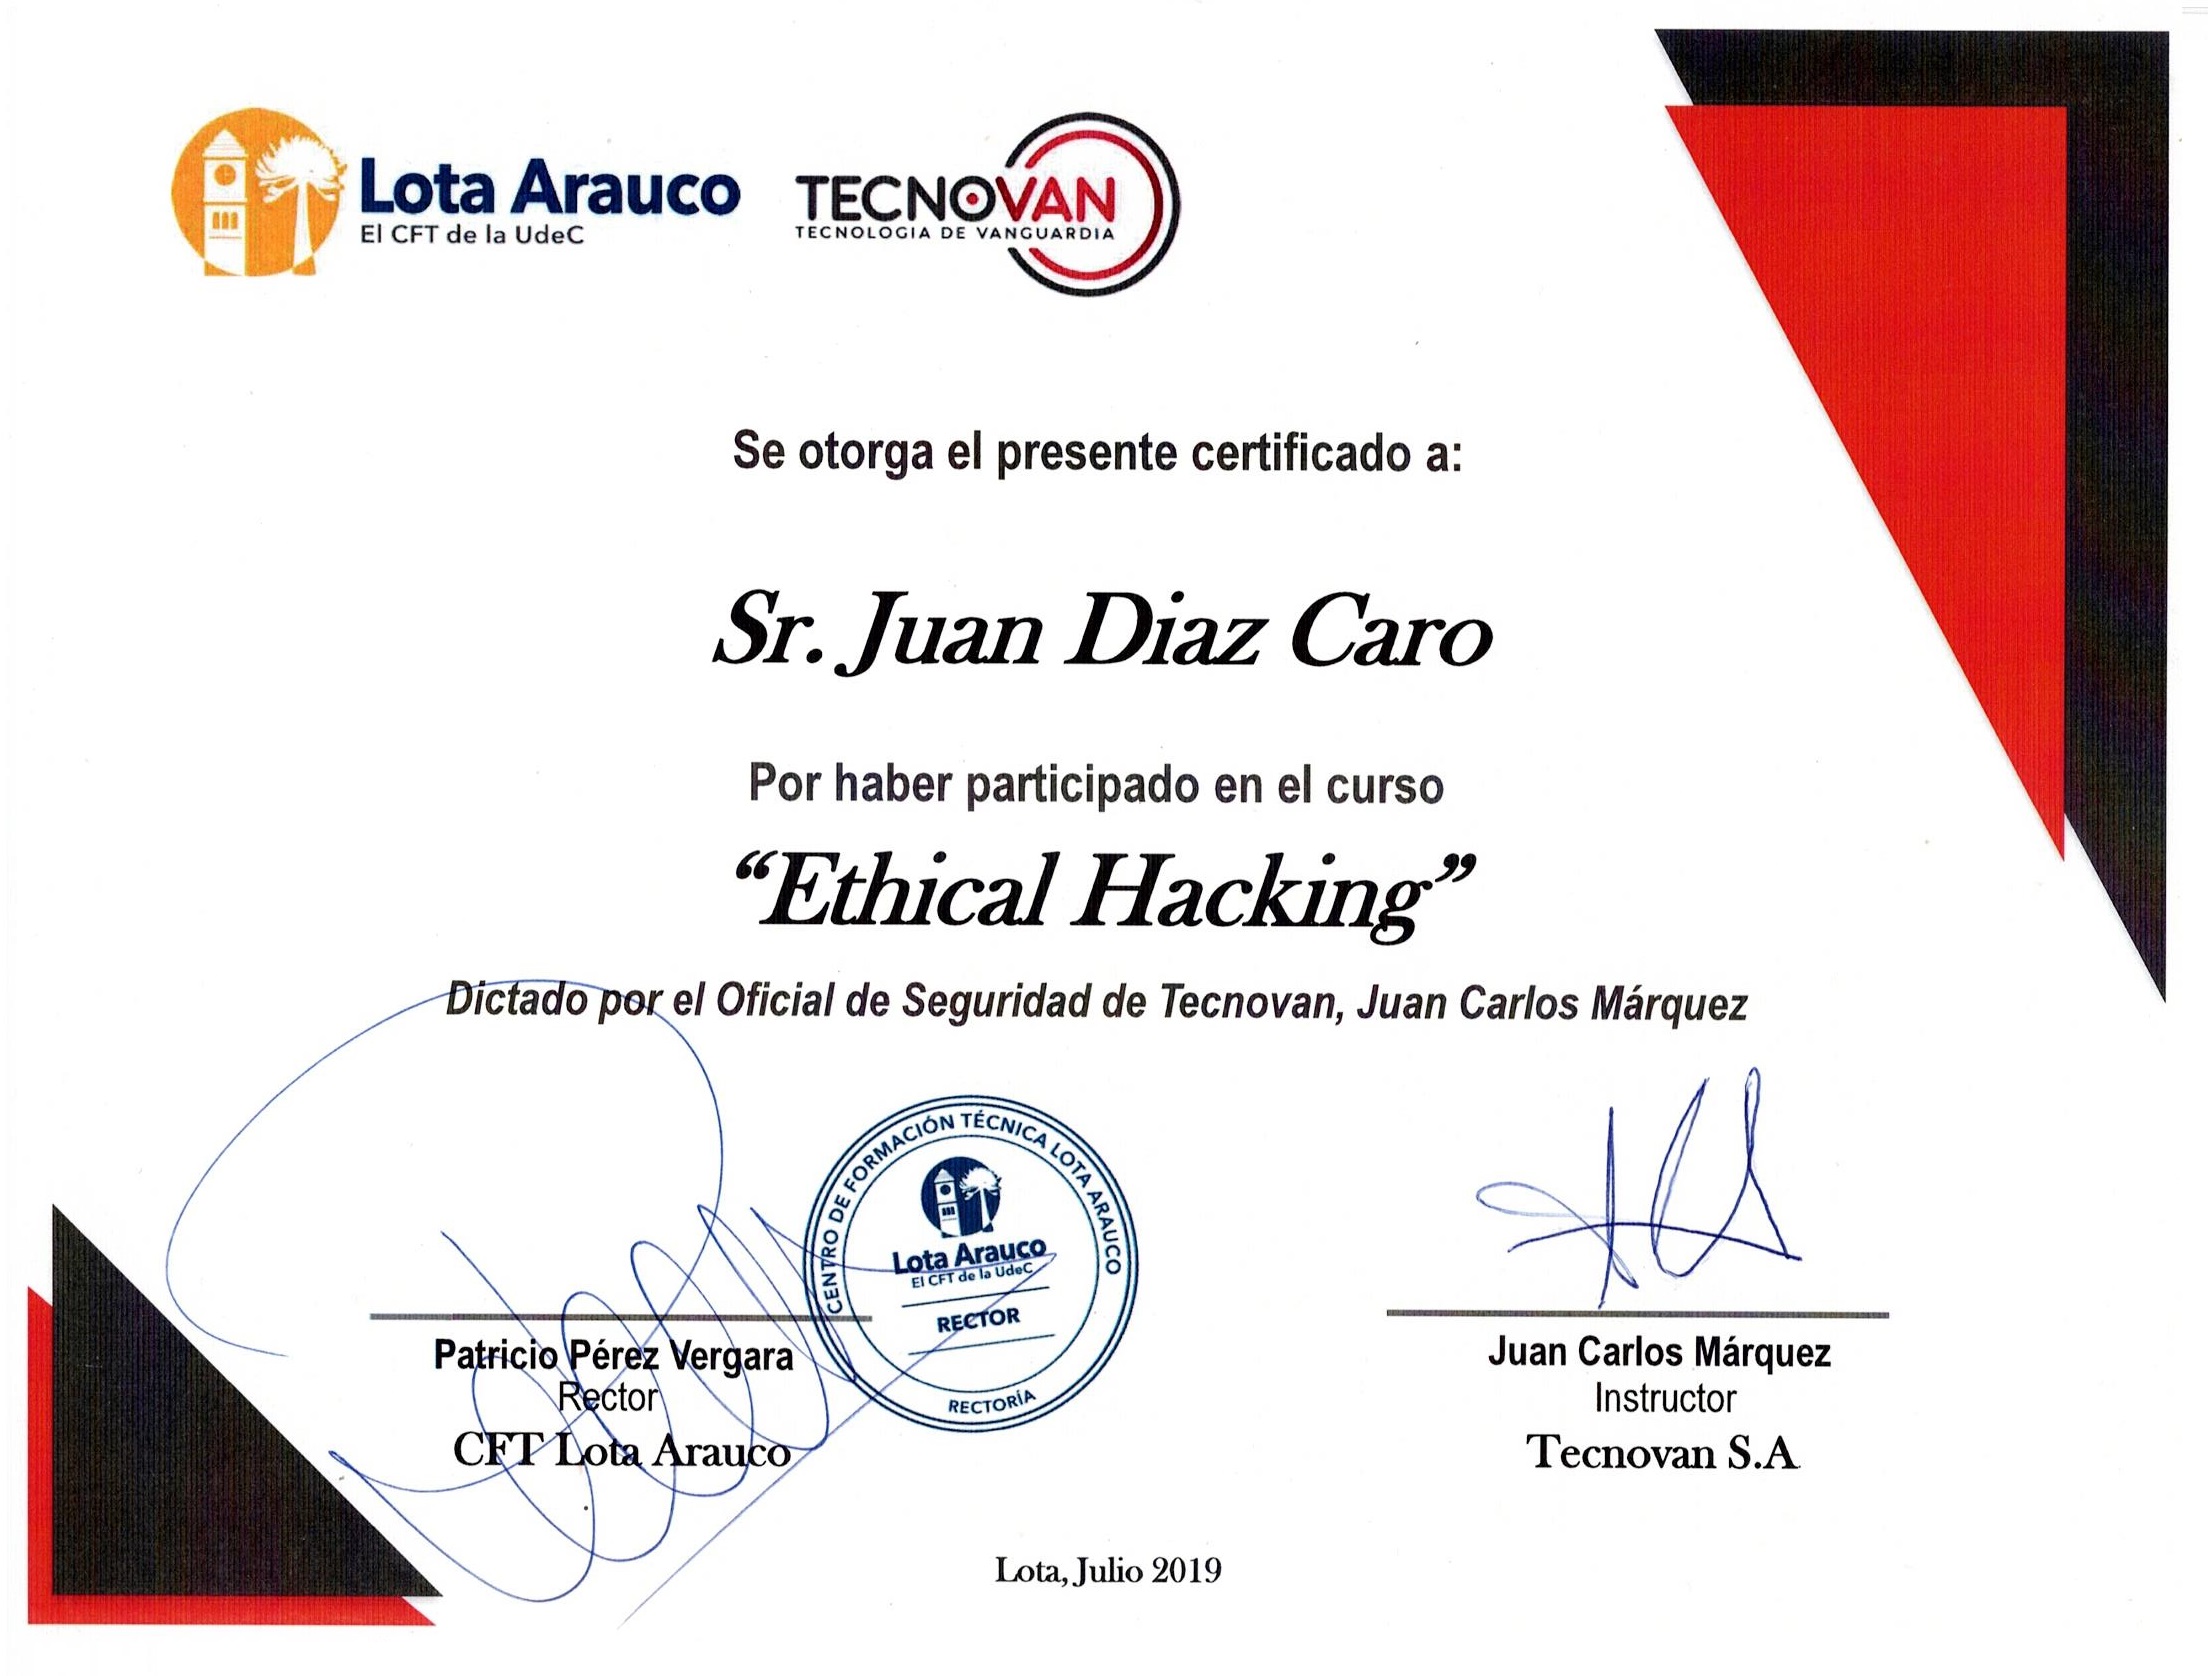 Lota Arauco
El CFT de la UdeC
TECNOVAN
TECNOLOGIA DE VANGUARDIA
Se otorga el presente certificado a:
Sr. Juan Diaz Caro
Por haber participado en el curso
“Ethical Hacking”
Dictado por el Oficial de Seguridad de Tecnovan, Juan Carlos Márquez
CENTRO DE FORMACIÓN TÉCNICA LOTA ARAUCO
Lota Arauco
El CFT de la UdeC
RECTOR
RECTORÍA
Patricio Pérez Vergara
Rector
CFT Lota Arauco
Juan Carlos Márquez
Instructor
Tecnovan S.A
Lota, Julio 2019